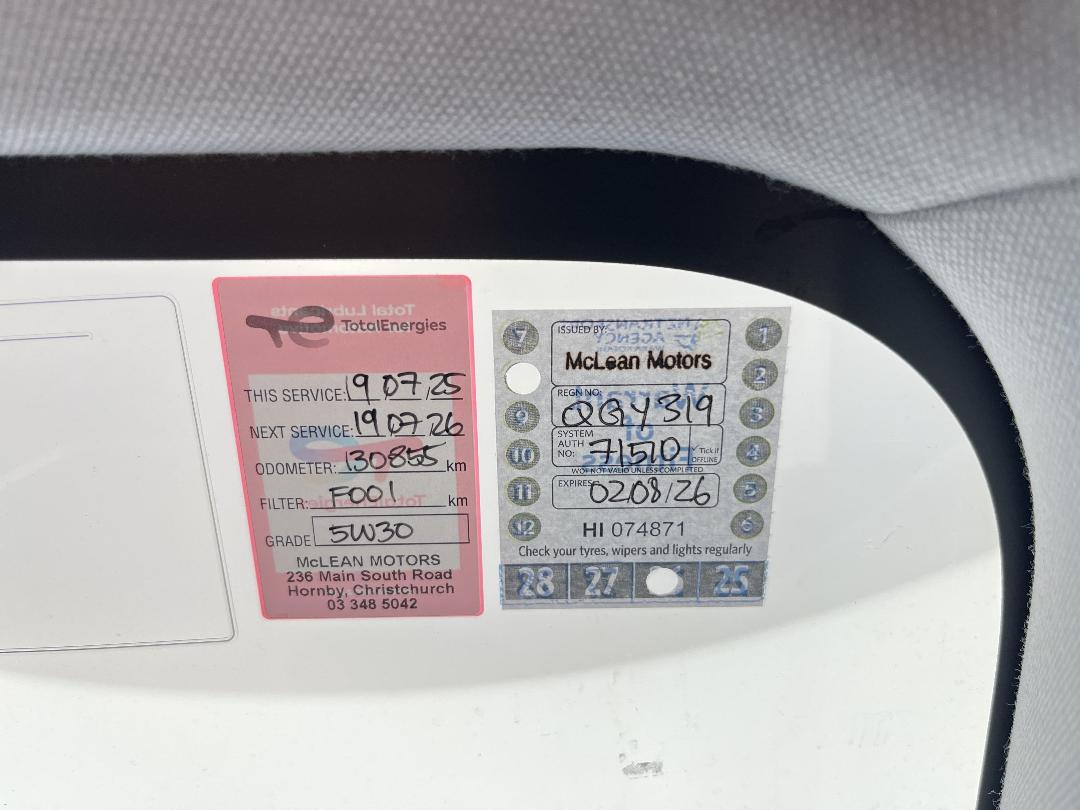 TotalEnergies
THIS SERVICE: 19 07 25
NEXT SERVICE: 19 07 26
ODOMETER: 130855 km
FILTER: F001 km
GRADE 5W30
McLEAN MOTORS
236 Main South Road
Hornby, Christchurch
03 348 5042
7
9
10
11
12
ISSUED BY:
McLean Motors
REGN NO:
QGY319
SYSTEM
AUTH
NO: 71510
Tick if
OFFLINE
WOF NOT VALID UNLESS COMPLETED
EXPIRES: 02/08/26
HI 074871
Check your tyres, wipers and lights regularly
1
2
3
4
5
6
28 27 25